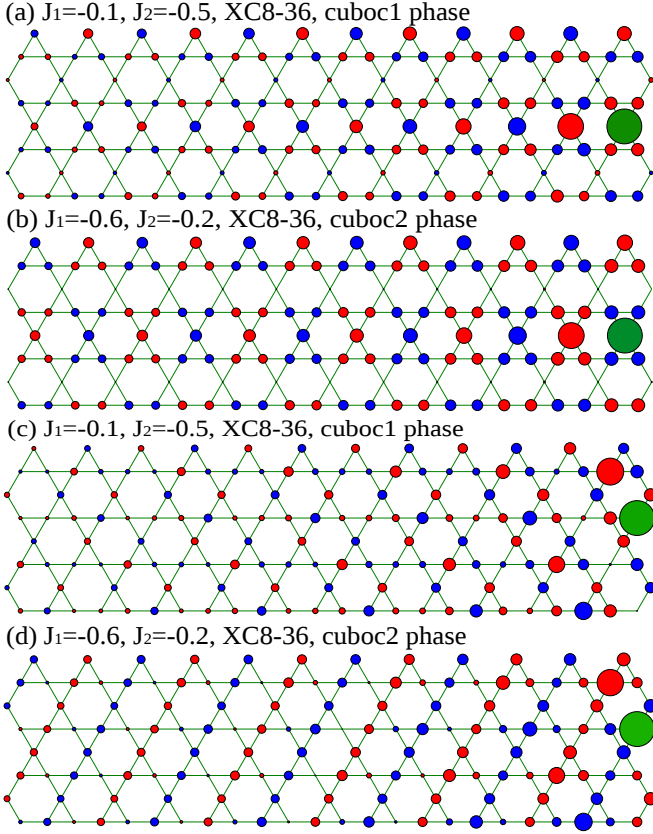 (a) J₁=-0.1, J₂=-0.5, XC8-36, cuboc1 phase
(b) J₁=-0.6, J₂=-0.2, XC8-36, cuboc2 phase
(c) J₁=-0.1, J₂=-0.5, XC8-36, cuboc1 phase
(d) J₁=-0.6, J₂=-0.2, XC8-36, cuboc2 phase